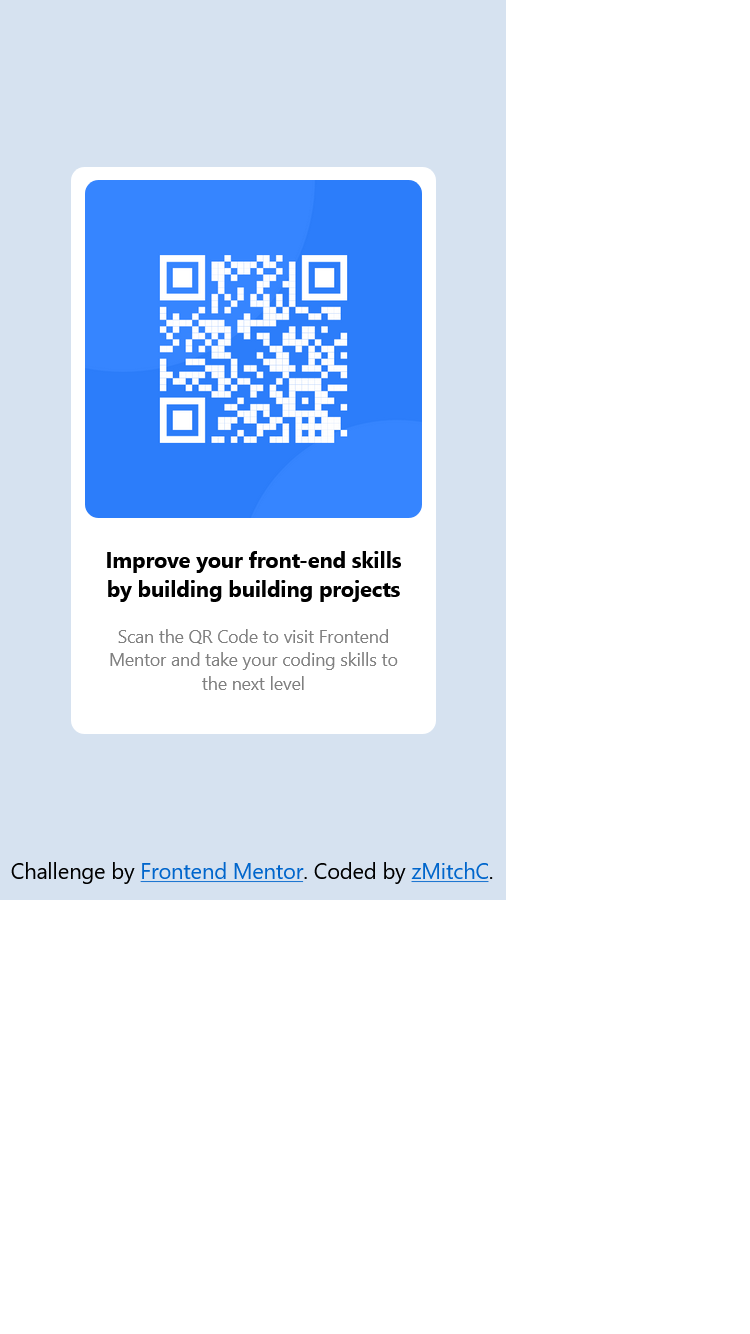 Improve your front-end skills
by building building projects
Scan the QR Code to visit Frontend
Mentor and take your coding skills to
the next level
Challenge by Frontend Mentor. Coded by zMitchC.